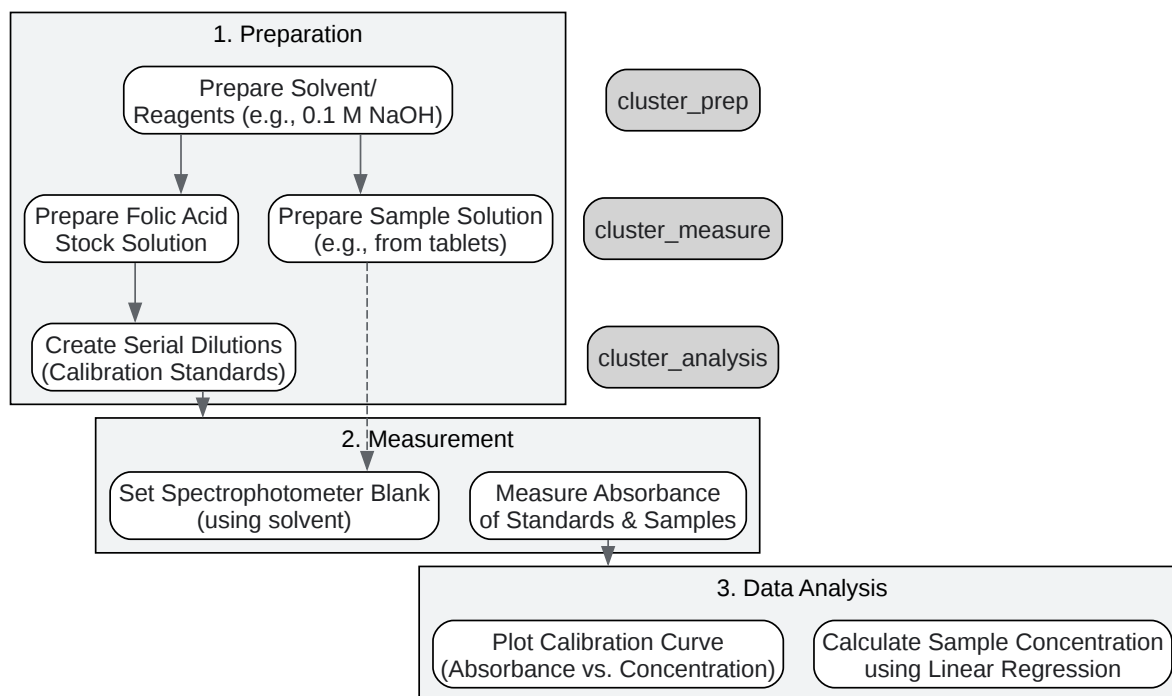 1. Preparation
Prepare Solvent/
Reagents (e.g., 0.1 M NaOH)
cluster_prep
Prepare Folic Acid
Stock Solution
Prepare Sample Solution
(e.g., from tablets)
cluster_measure
Create Serial Dilutions
(Calibration Standards)
cluster_analysis
2. Measurement
Set Spectrophotometer Blank
(using solvent)
Measure Absorbance
of Standards & Samples
3. Data Analysis
Plot Calibration Curve
(Absorbance vs. Concentration)
Calculate Sample Concentration
using Linear Regression